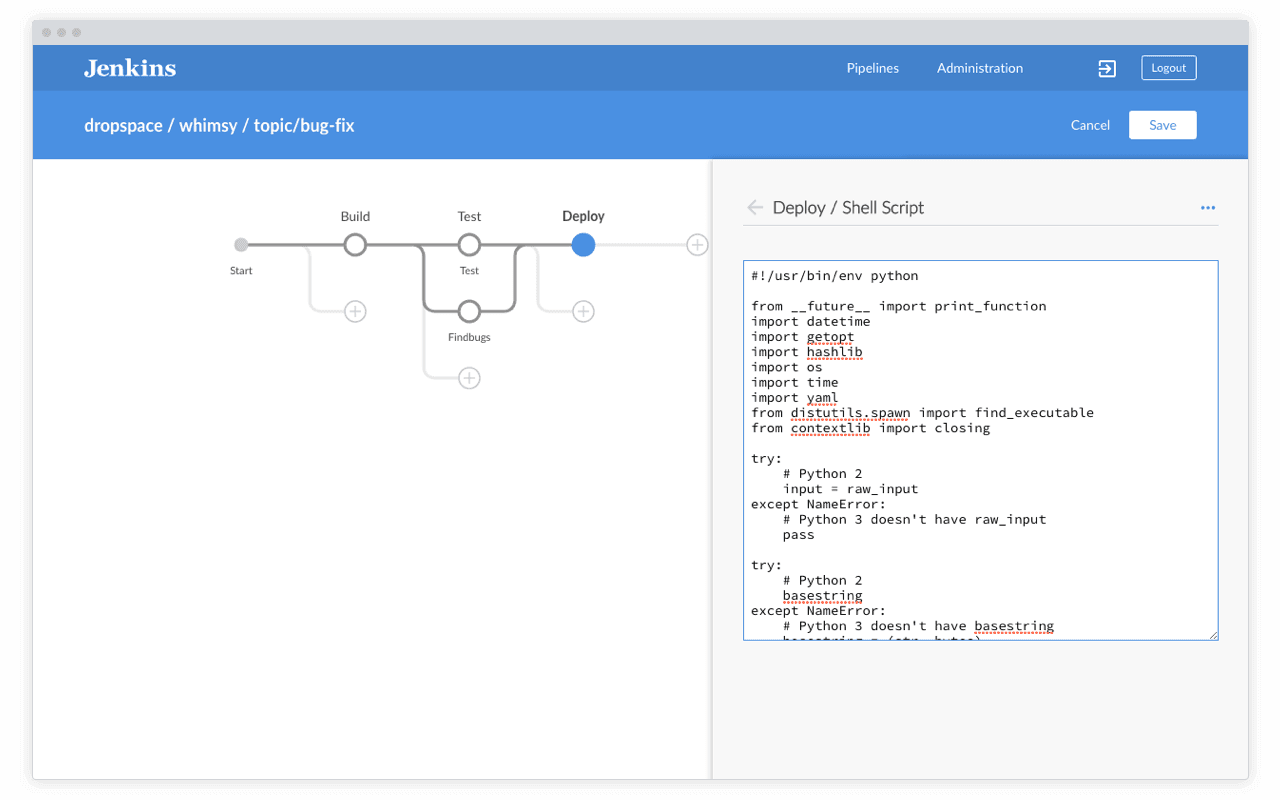 Jenkins
Pipelines
Administration
Logout
dropspace / whimsy / topic/bug-fix
Cancel
Save
Build
Test
Deploy
Start
Test
Findbugs
Deploy / Shell Script
#!/usr/bin/env python
from __future__ import print_function
import datetime
import getopt
import hashlib
import os
import time
import yaml
from distutils.spawn import find_executable
from contextlib import closing
try:
    # Python 2
    input = raw_input
except NameError:
    # Python 3 doesn't have raw_input
    pass
try:
    # Python 2
    basestring
except NameError:
    # Python 3 doesn't have basestring
    basestring = (str, bytes)